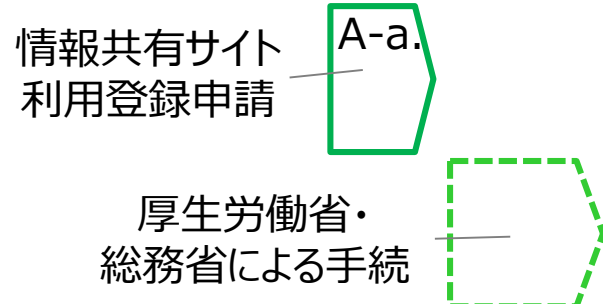 情報共有サイト
利用登録申請
A-a.
厚生労働省・
総務省による手続